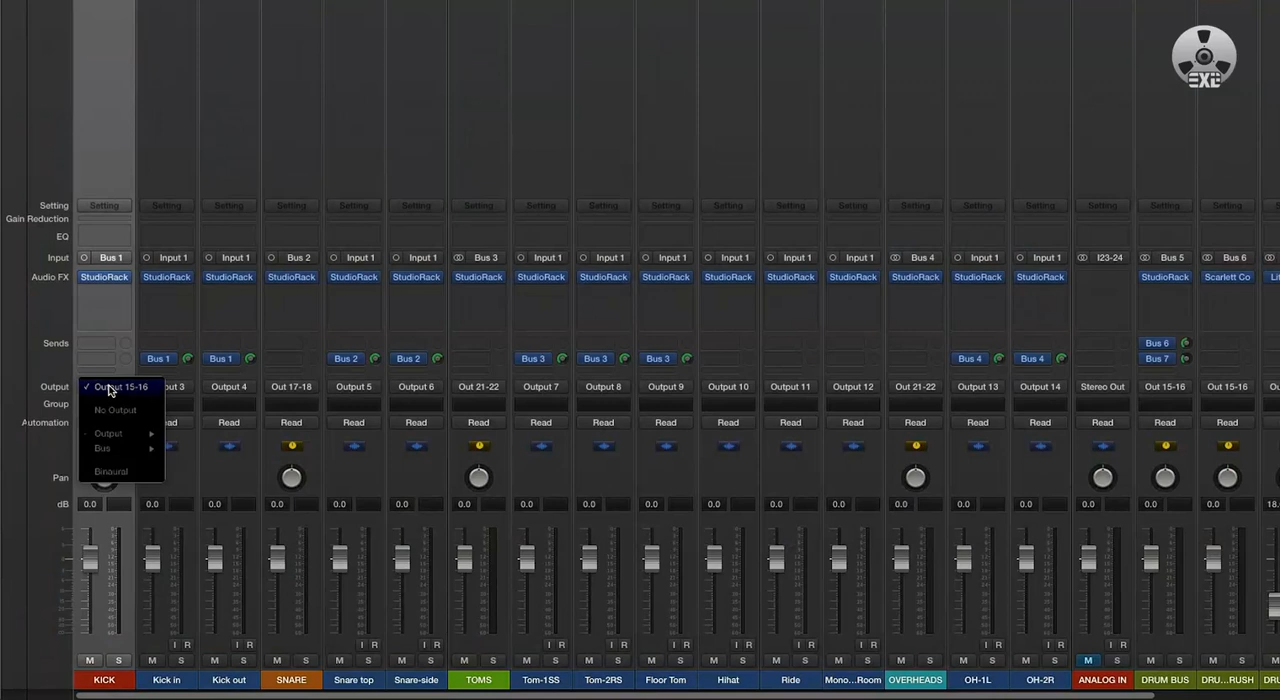 EXE
Setting Setting Setting Setting Setting Setting Setting Setting Setting Setting Setting Setting Setting Setting Setting Setting Setting Setting Setting Setting
Gain Reduction
EQ
Input Bus 1 Input 1 Input 1 Bus 2 Input 1 Input 1 Bus 3 Input 1 Input 1 Input 1 Input 1 Input 1 Input 1 Bus 4 Input 1 Input 1 I23-24 Bus 5 Bus 6
Audio FX StudioRack StudioRack StudioRack StudioRack StudioRack StudioRack StudioRack StudioRack StudioRack StudioRack StudioRack StudioRack StudioRack StudioRack StudioRack StudioRack StudioRack Scarlett Co
Sends Bus 6
Bus 1 Bus 1 Bus 2 Bus 2 Bus 3 Bus 3 Bus 3 Bus 4 Bus 4 Bus 7
Output ✓ Output 15-16 put 3 Output 4 Out 17-18 Output 5 Output 6 Out 21-22 Output 7 Output 8 Output 9 Output 10 Output 11 Output 12 Out 21-22 Output 13 Output 14 Stereo Out Out 15-16 Out 15-16
Group No Output
Automation ead Read Read Read Read Read Read Read Read Read Read Read Read Read Read Read Read Read
Output
Bus
Binaural
Pan
dB 0.0 0.0 0.0 0.0 0.0 0.0 0.0 0.0 0.0 0.0 0.0 0.0 0.0 0.0 0.0 0.0 0.0 0.0 0.0 18.
I R I R I R I R I R I R I R I R I R I R I R I R I R
M S M S M S M S M S M S M S M S M S M S M S M S M S M S M S M S M S M S M S
KICK Kick in Kick out SNARE Snare top Snare-side TOMS Tom-1SS Tom-2RS Floor Tom Hihat Ride Mono...Room OVERHEADS OH-1L OH-2R ANALOG IN DRUM BUS DRU...RUSH DRU